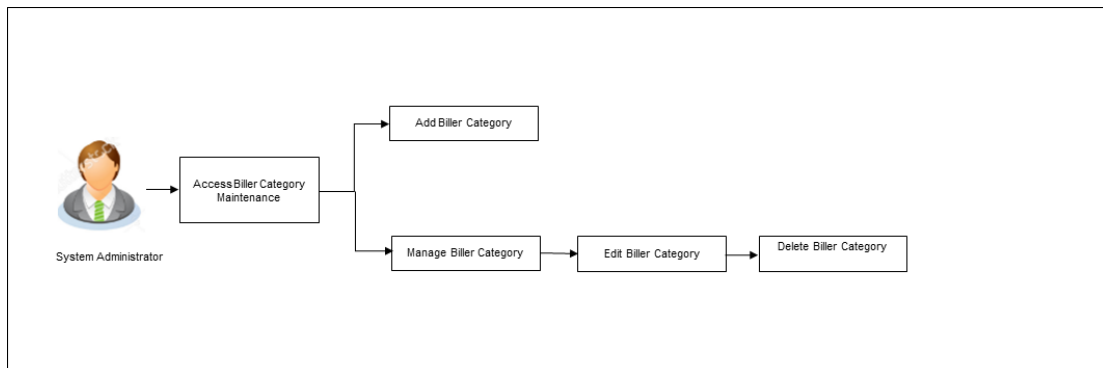 Add Biller Category
Access Biller Category
Maintenance
System Administrator
Manage Biller Category
Edit Biller Category
Delete Biller Category